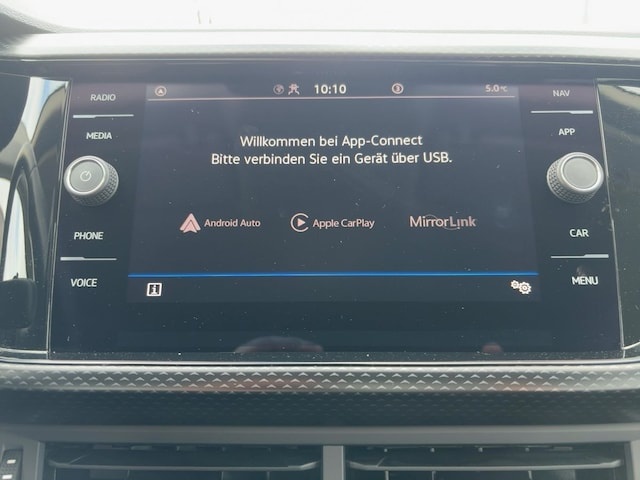 RADIO
MEDIA
PHONE
VOICE
10:10
5.0°C
Willkommen bei App-Connect
Bitte verbinden Sie ein Gerät über USB.
Android Auto
Apple CarPlay
MirrorLink
NAV
APP
CAR
MENU